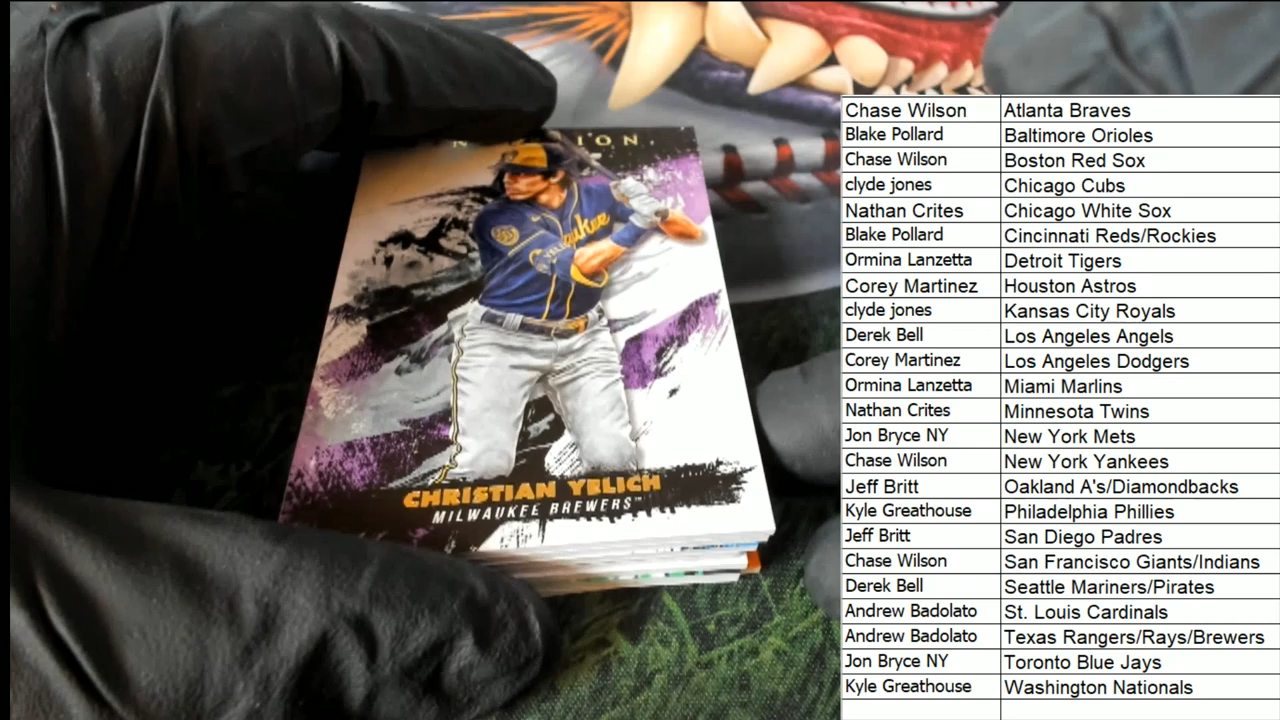 Milwaukee
CHRISTIAN YELICH
MILWAUKEE BREWERS™
Chase Wilson Atlanta Braves
Blake Pollard Baltimore Orioles
Chase Wilson Boston Red Sox
clyde jones Chicago Cubs
Nathan Crites Chicago White Sox
Blake Pollard Cincinnati Reds/Rockies
Ormina Lanzetta Detroit Tigers
Corey Martinez Houston Astros
clyde jones Kansas City Royals
Derek Bell Los Angeles Angels
Corey Martinez Los Angeles Dodgers
Ormina Lanzetta Miami Marlins
Nathan Crites Minnesota Twins
Jon Bryce NY New York Mets
Chase Wilson New York Yankees
Jeff Britt Oakland A's/Diamondbacks
Kyle Greathouse Philadelphia Phillies
Jeff Britt San Diego Padres
Chase Wilson San Francisco Giants/Indians
Derek Bell Seattle Mariners/Pirates
Andrew Badolato St. Louis Cardinals
Andrew Badolato Texas Rangers/Rays/Brewers
Jon Bryce NY Toronto Blue Jays
Kyle Greathouse Washington Nationals